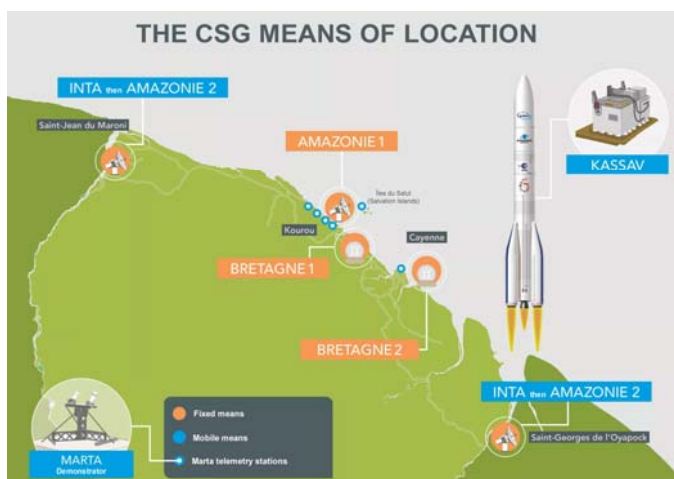 THE CSG MEANS OF LOCATION
INTA then AMAZONIE 2
Saint-Jean du Maroni
AMAZONIE 1
KASSAV
Îles du Salut
(Salvation Islands)
Kourou
Cayenne
BRETAGNE 1
BRETAGNE 2
INTA then AMAZONIE 2
Saint-Georges de l'Oyapock
Fixed means
Mobile means
Marta telemetry stations
MARTA
Demonstrator